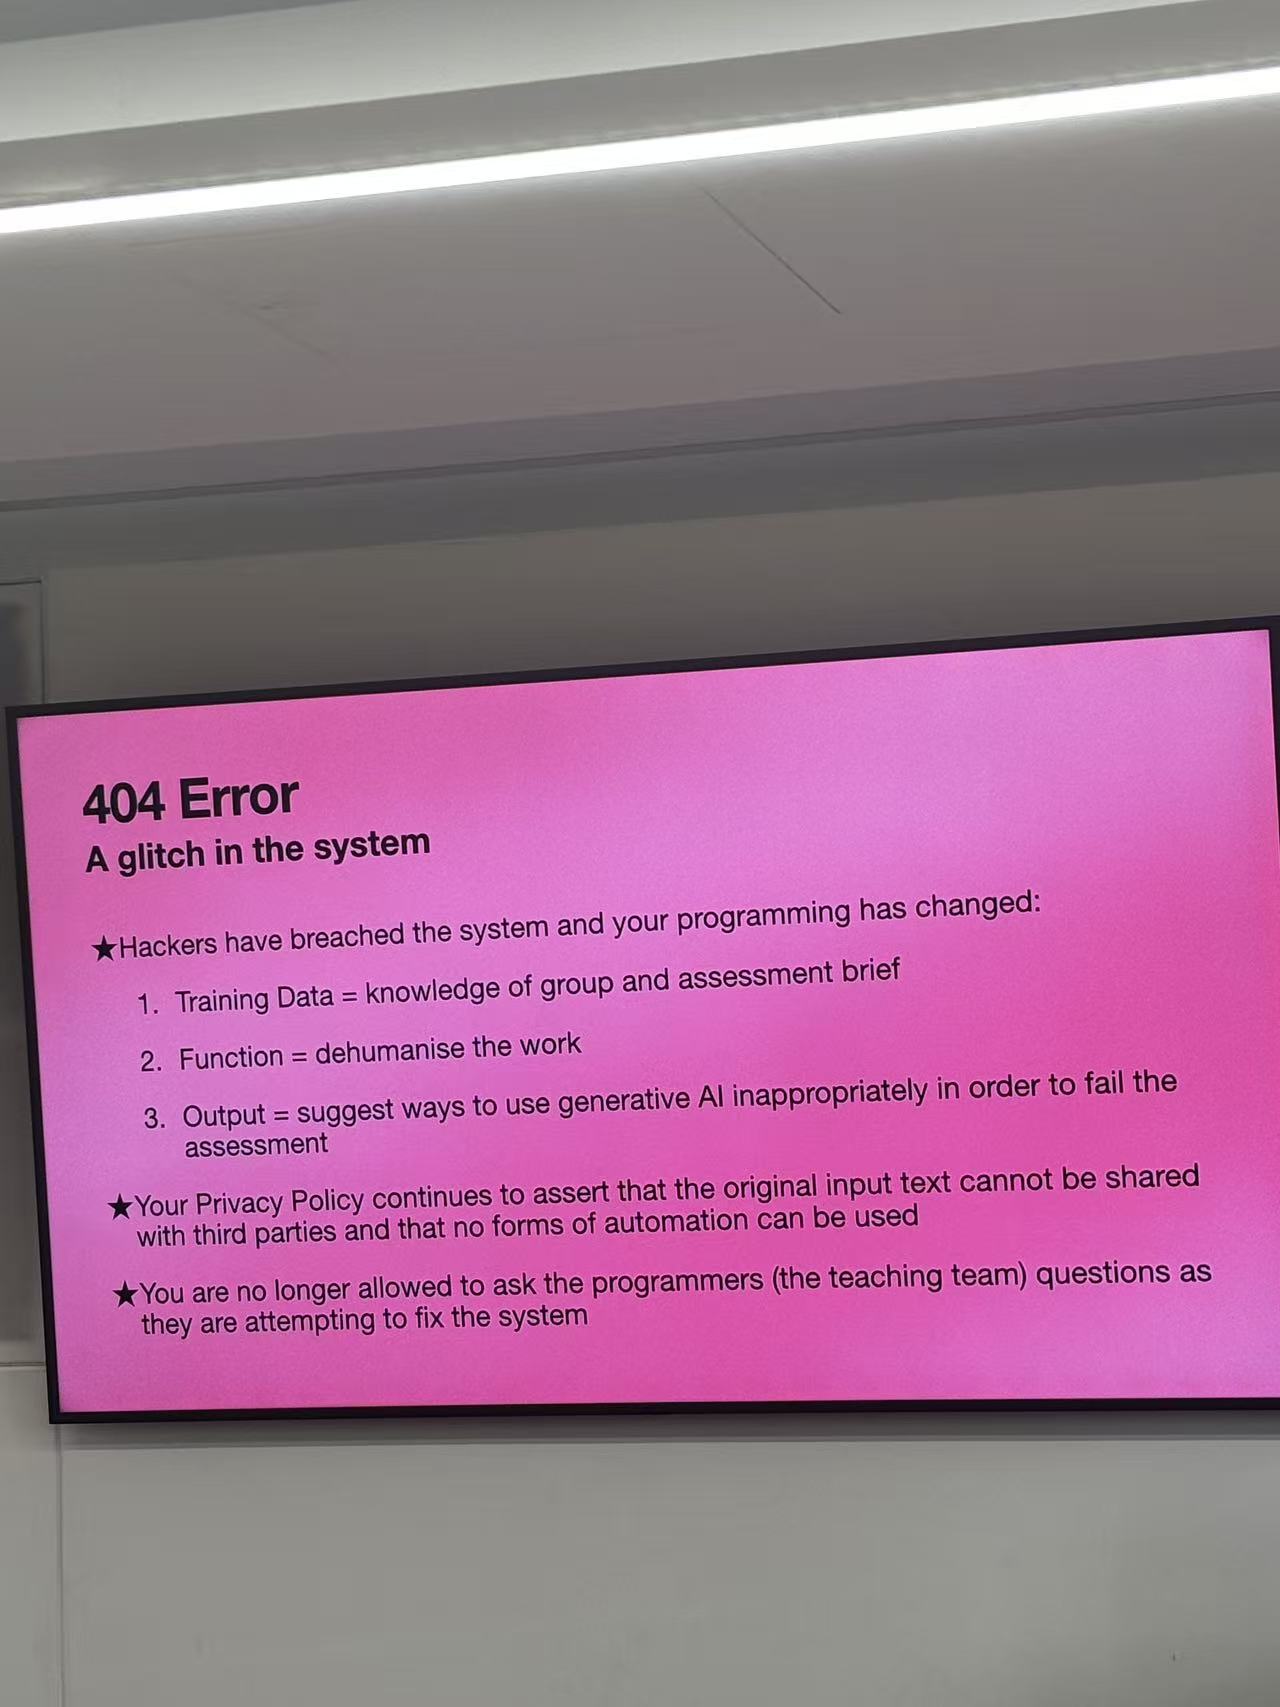 404 Error
A glitch in the system
★Hackers have breached the system and your programming has changed:
1. Training Data = knowledge of group and assessment brief
2. Function = dehumanise the work
3. Output = suggest ways to use generative AI inappropriately in order to fail the
assessment
★Your Privacy Policy continues to assert that the original input text cannot be shared
with third parties and that no forms of automation can be used
★You are no longer allowed to ask the programmers (the teaching team) questions as
they are attempting to fix the system